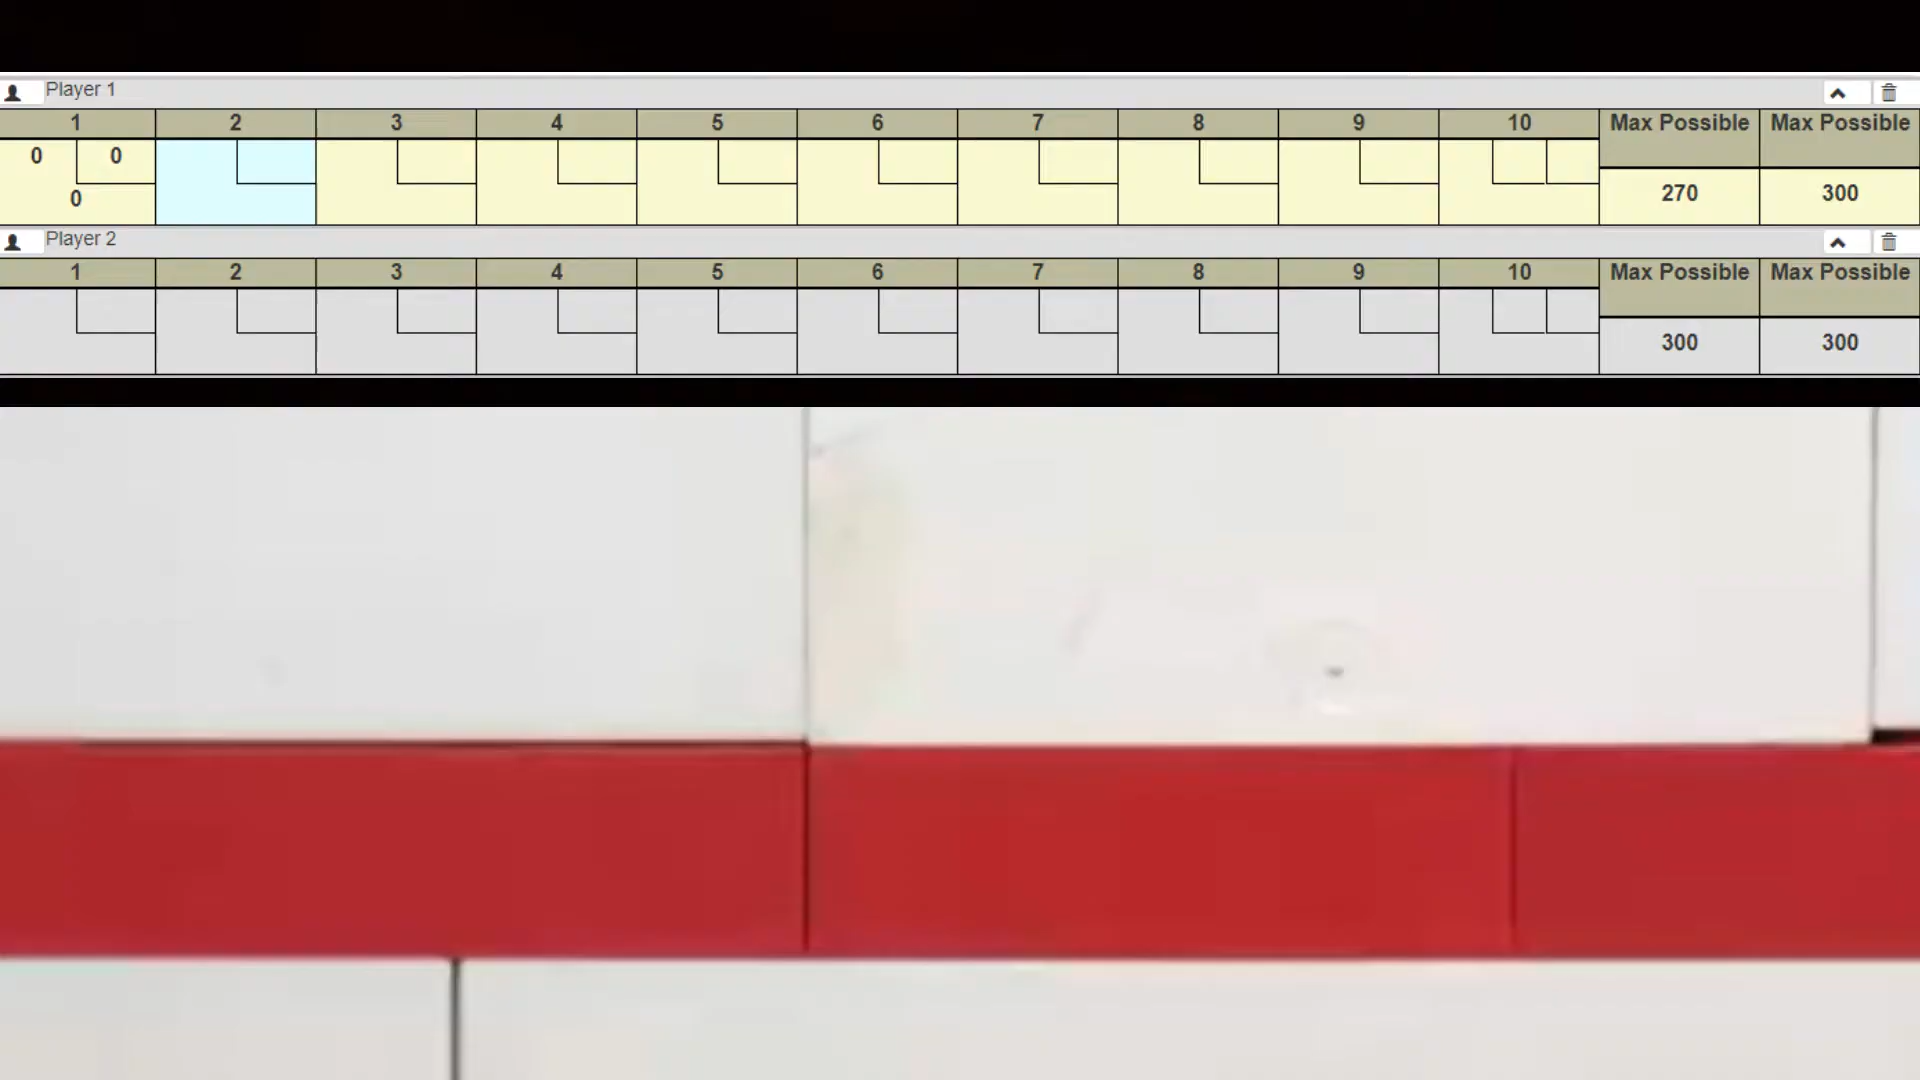 Player 1
1 2 3 4 5 6 7 8 9 10 Max Possible Max Possible
0 0
0 270 300
Player 2
1 2 3 4 5 6 7 8 9 10 Max Possible Max Possible
300 300